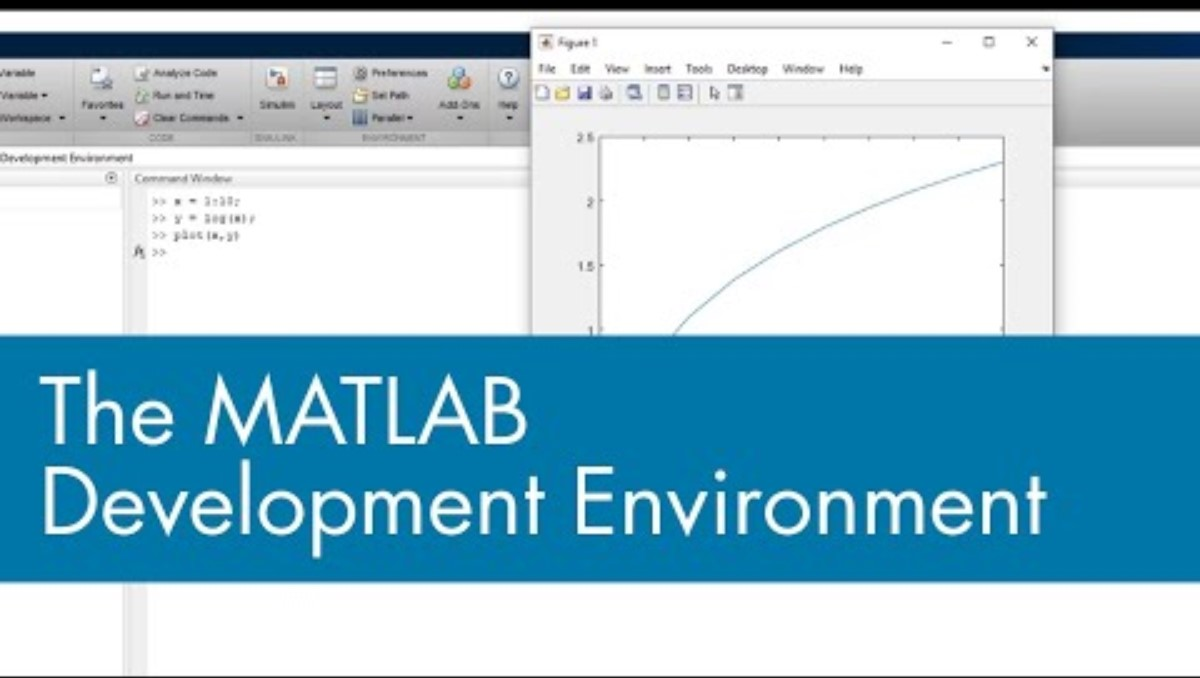 Figure 1
File Edit View Insert Tools Desktop Window Help
Variable
Variable
Workspace
Favorites
Analyze Code
Run and Time
Clear Commands
CODE
Simulink
SIMULINK
Layout
Preferences
Set Path
Parallel
Add-Ons
Help
ENVIRONMENT
Development Environment
Command Window
>> x = 1:10;
>> y = log(x);
>> plot(x,y)
fx >>
2.5
2
1.5
1
The MATLAB
Development Environment